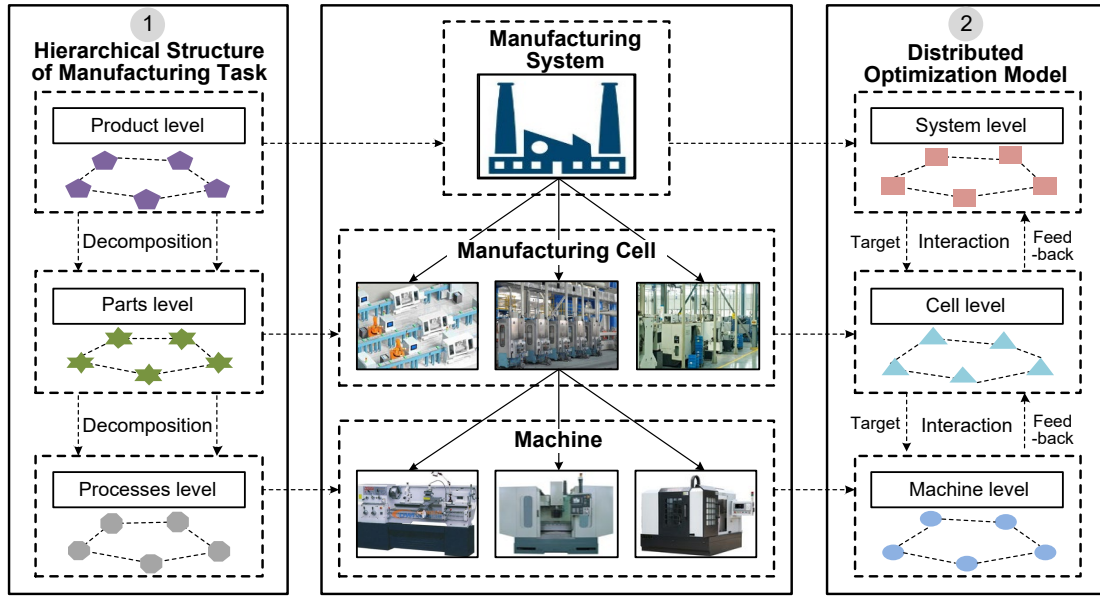 1
Hierarchical Structure
of Manufacturing Task
Product level
Decomposition
Parts level
Decomposition
Processes level
Manufacturing
System
Manufacturing Cell
Machine
2
Distributed
Optimization Model
System level
Target
Interaction
Feed
-back
Cell level
Target
Interaction
Feed
-back
Machine level